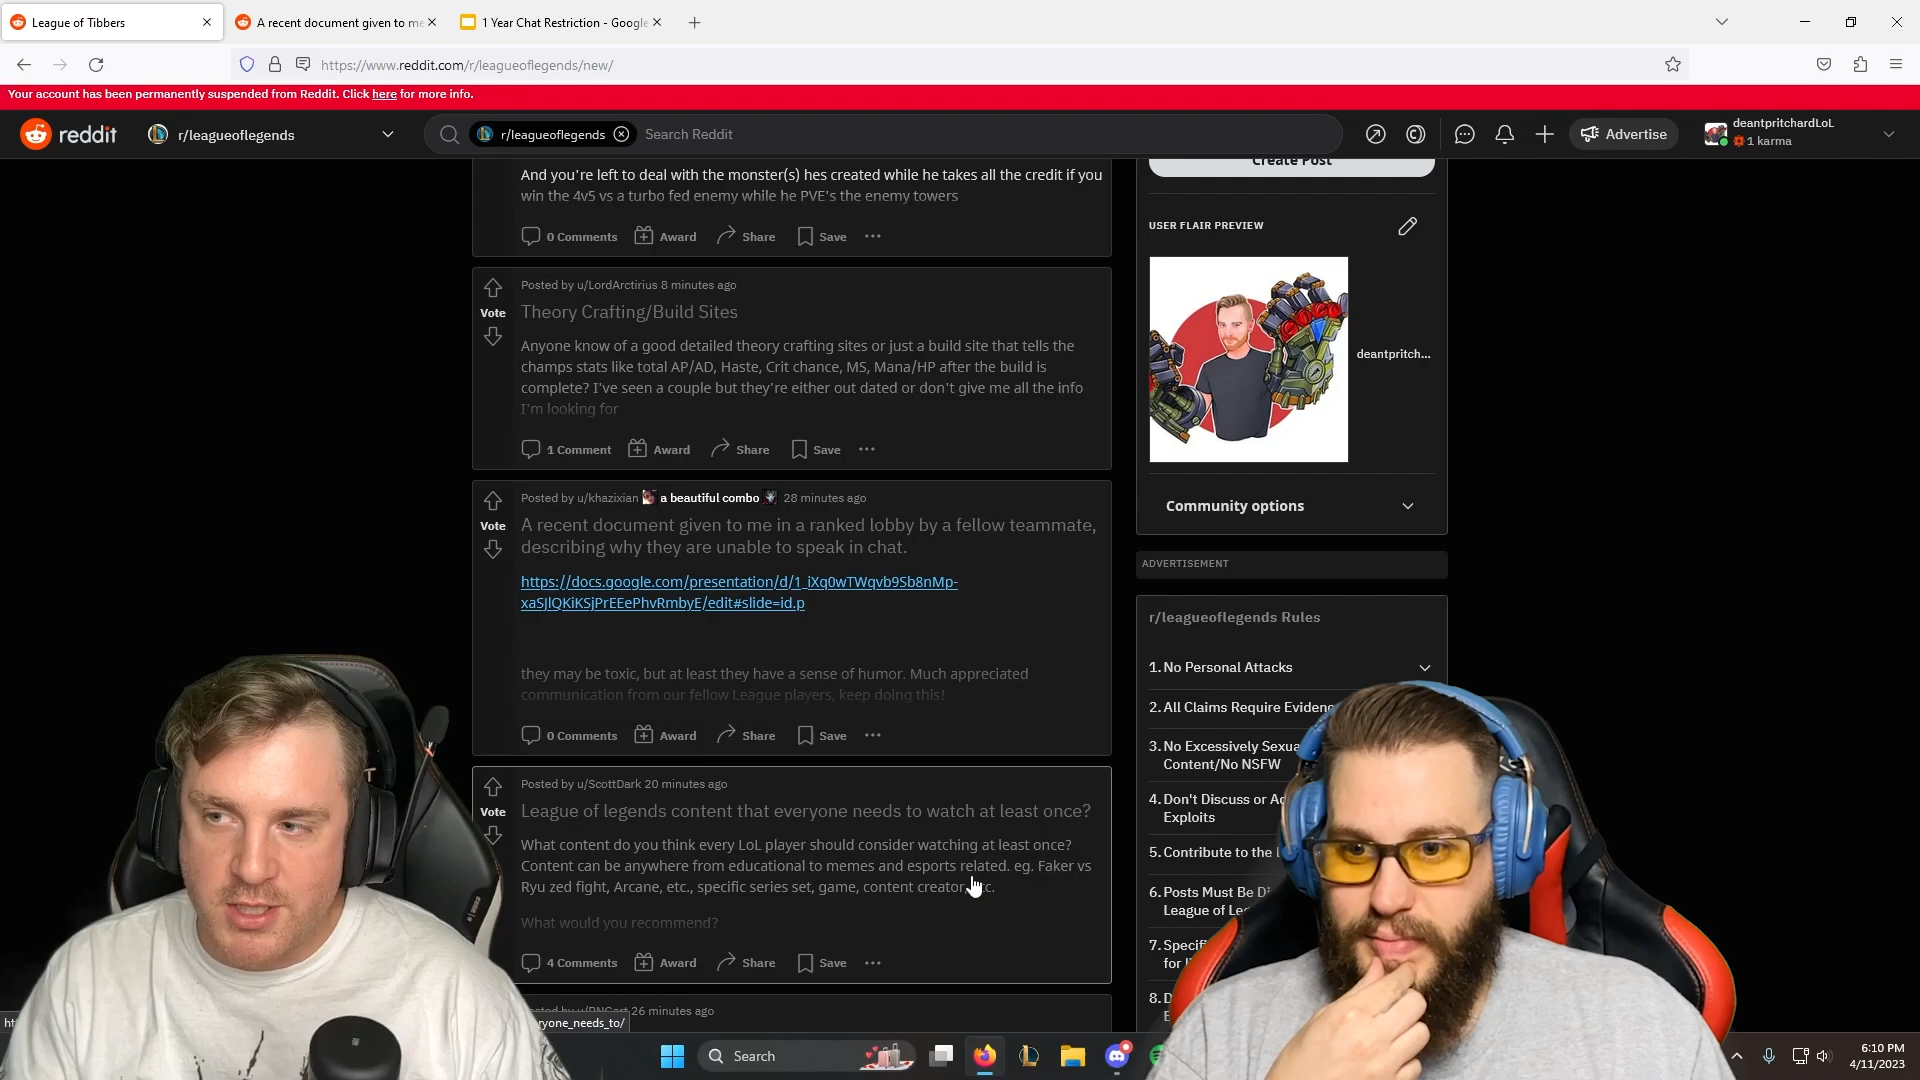 League of Tibbers
A recent document given to me
1 Year Chat Restriction - Google
https://www.reddit.com/r/leagueoflegends/new/
Your account has been permanently suspended from Reddit. Click here for more info.
reddit
r/leagueoflegends
r/leagueoflegends
Search Reddit
Advertise
deantpritchardLoL
1 karma
And you're left to deal with the monster(s) hes created while he takes all the credit if you
win the 4v5 vs a turbo fed enemy while he PVE's the enemy towers
0 Comments Award Share Save
Posted by u/LordArctirius 8 minutes ago
Vote
Theory Crafting/Build Sites
Anyone know of a good detailed theory crafting sites or just a build site that tells the
champs stats like total AP/AD, Haste, Crit chance, MS, Mana/HP after the build is
complete? I've seen a couple but they're either out dated or don't give me all the info
I'm looking for
1 Comment Award Share Save
Posted by u/khazixian a beautiful combo 28 minutes ago
Vote
A recent document given to me in a ranked lobby by a fellow teammate,
describing why they are unable to speak in chat.
https://docs.google.com/presentation/d/1_iXq0wTWqvb9Sb8nMp-
xaSJlQKiKSjPrEEePhvRmbyE/edit#slide=id.p
they may be toxic, but at least they have a sense of humor. Much appreciated
communication from our fellow League players, keep doing this!
0 Comments Award Share Save
Posted by u/ScottDark 20 minutes ago
Vote
League of legends content that everyone needs to watch at least once?
What content do you think every LoL player should consider watching at least once?
Content can be anywhere from educational to memes and esports related. eg. Faker vs
Ryu zed fight, Arcane, etc., specific series set, game, content creator
What would you recommend?
4 Comments Award Share Save
26 minutes ago
ryone_needs_to/
Create Post
USER FLAIR PREVIEW
deantpritch...
Community options
ADVERTISEMENT
r/leagueoflegends Rules
1. No Personal Attacks
2. All Claims Require
3. No Excessively
Content/No NSFW
4. Don't Discuss or
Exploits
5. Contribute to the
6. Posts Must Be
League of
7.
for
8.
Search
6:10 PM
4/11/2023